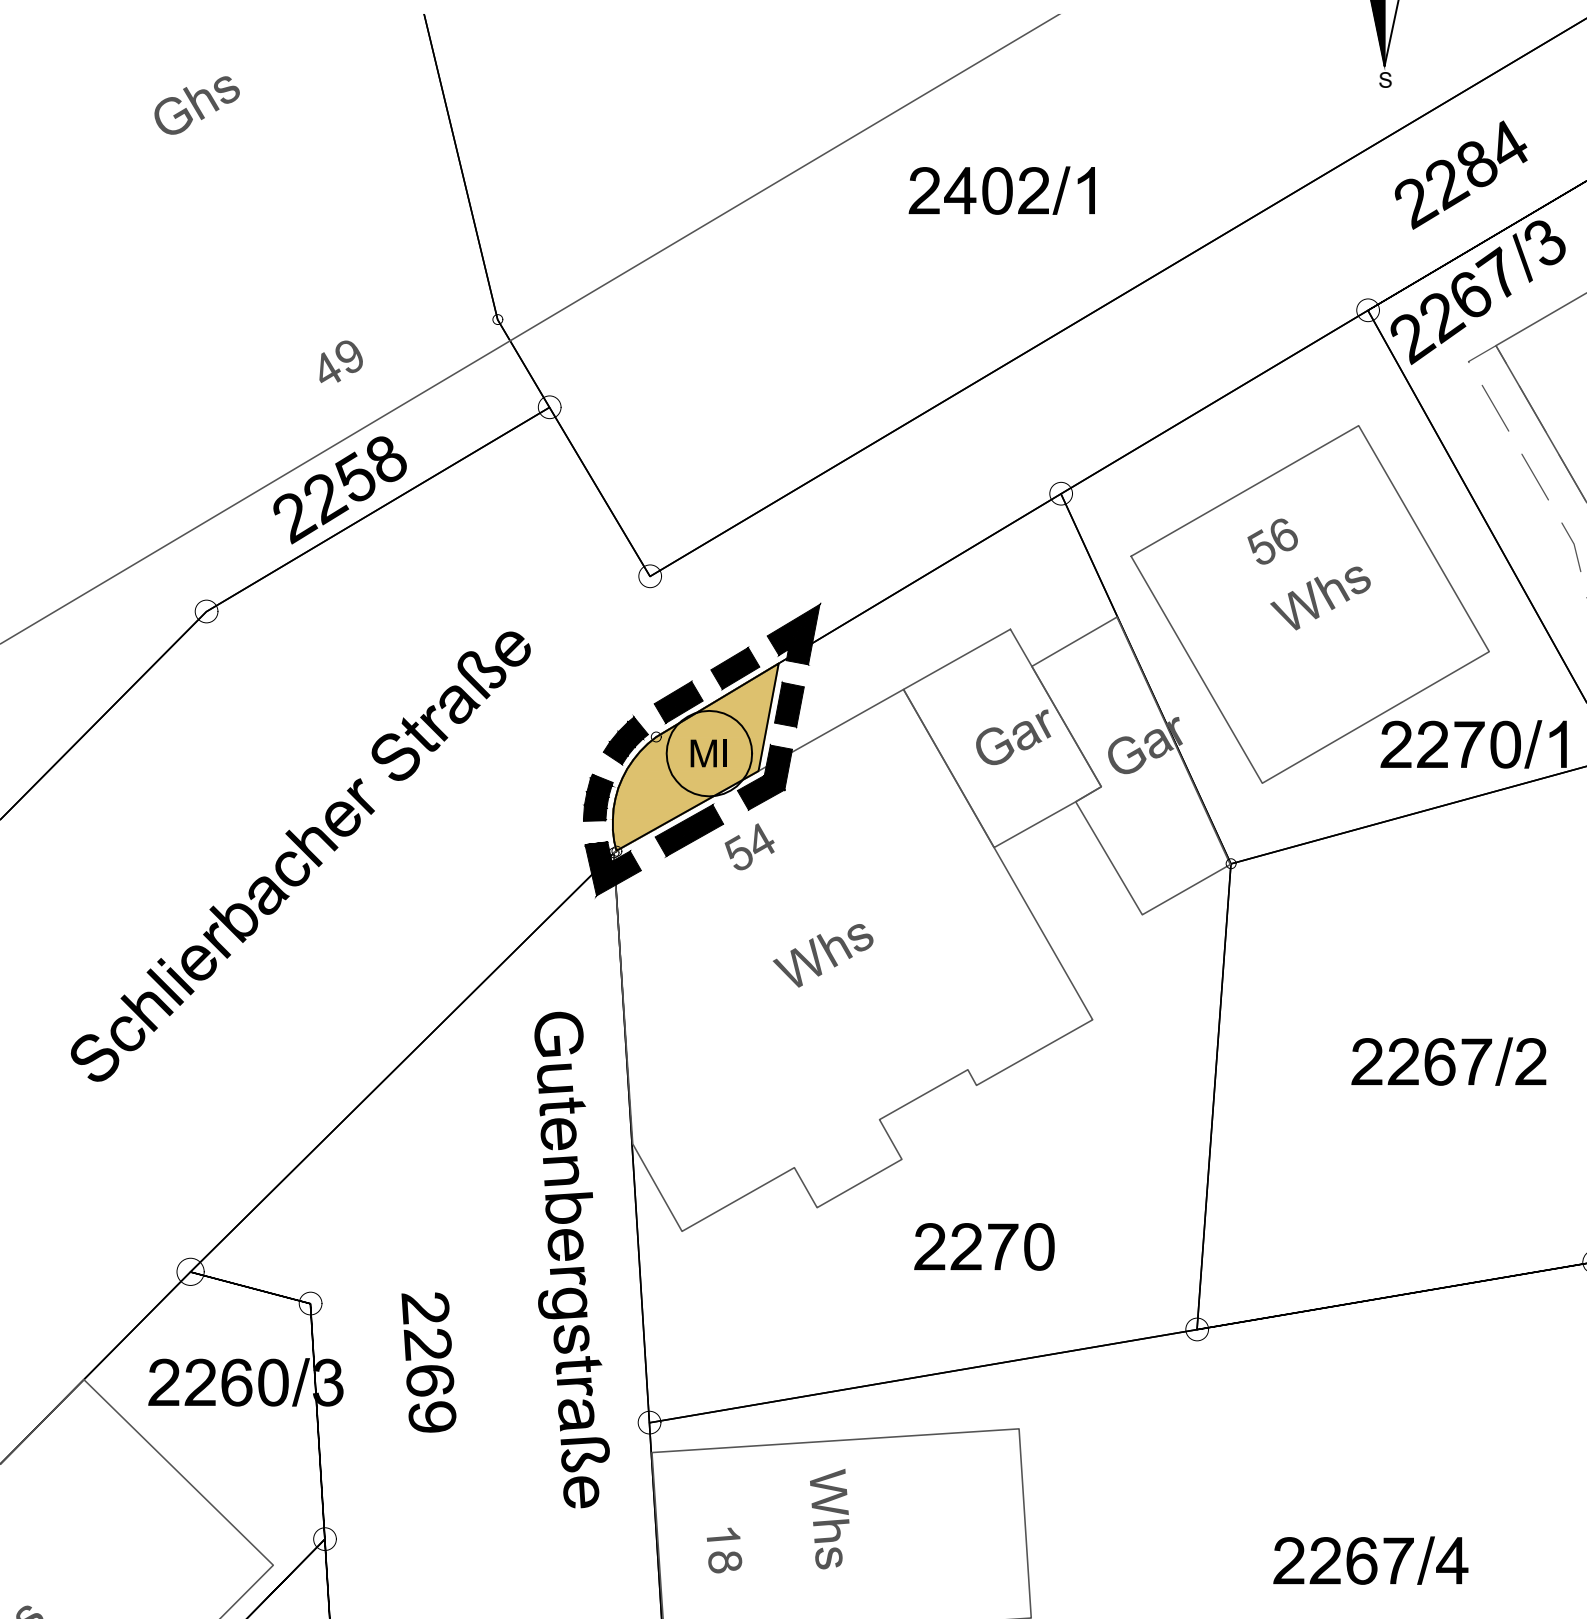 S
Ghs
2402/1
2284
2267/3
49
2258
56
Whs
Schlierbacher Straße
MI
Gar
Gar
2270/1
54
Whs
Gutenbergstraße
2267/2
2270
2269
2260/3
Whs
18
2267/4